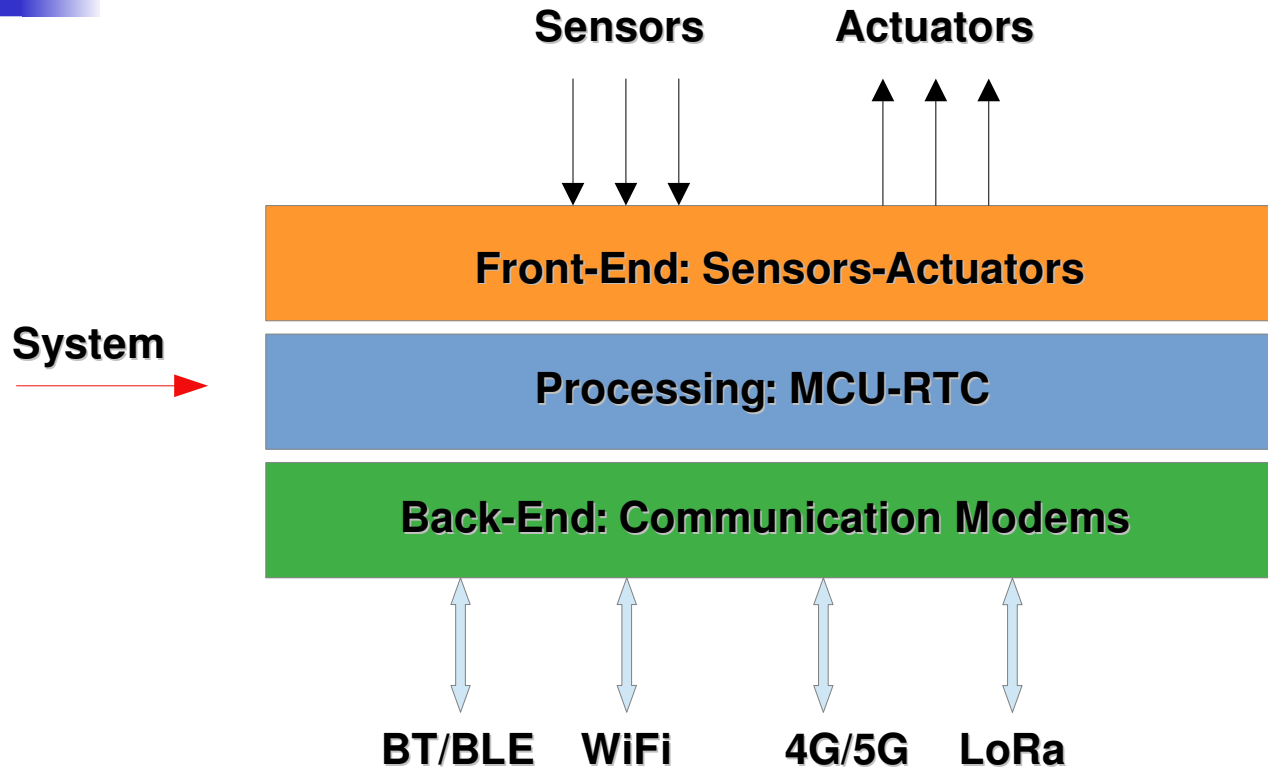 Sensors
Actuators
Front-End: Sensors-Actuators
System
Processing: MCU-RTC
Back-End: Communication Modems
BT/BLE
WiFi
4G/5G
LoRa